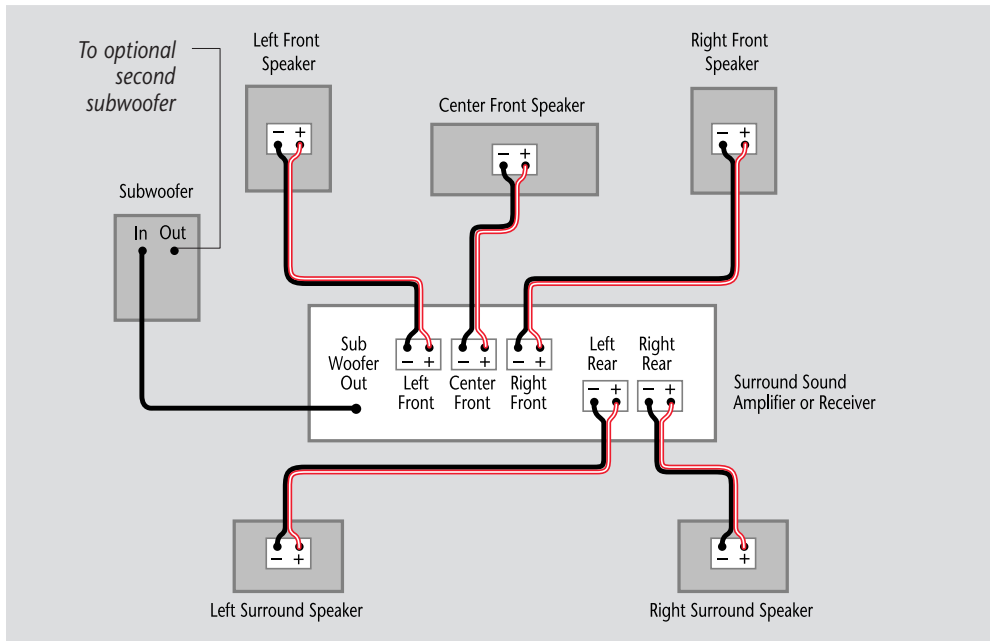 To optional
second
subwoofer
Left Front
Speaker
Center Front Speaker
Right Front
Speaker
− +
− +
− +
Subwoofer
In Out
Sub
Woofer
Out
− +
Left
Front
− +
Center
Front
− +
Right
Front
Left
Rear
− +
Right
Rear
− +
Surround Sound
Amplifier or Receiver
− +
Left Surround Speaker
− +
Right Surround Speaker